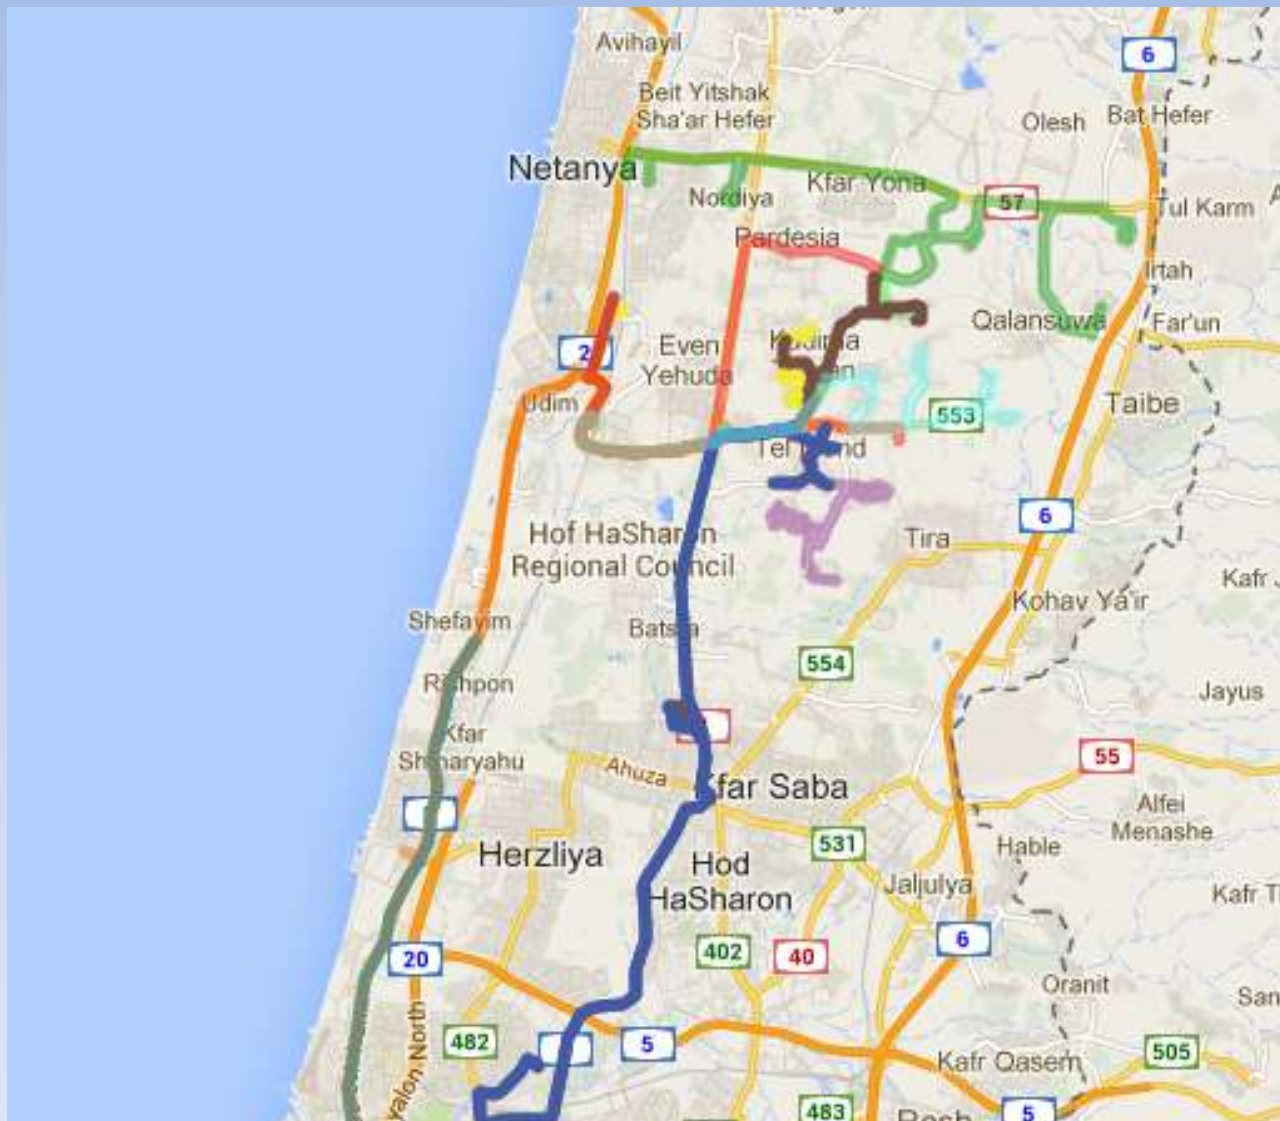 Avihayil
6
Beit Yitshak
Sha'ar Hefer
Olesh
Bat Hefer
Netanya
Kfar Yona
Nordiya
57
Tul Karm
Pardesia
Irtah
Qalansuwa
Far'un
2
Even
Yehuda
Udim
553
Taibe
Tel
6
Hof HaSharon
Regional Council
Tira
Kafr
Kohav Ya'ir
Shefayim
554
Jayus
Kfar
55
Ahuza
Kfar Saba
Alfei
Menashe
531
Hable
Herzliya
Hod
HaSharon
Jaljulya
402
40
6
20
Oranit
482
5
505
Kafr Qasem
North
483
5